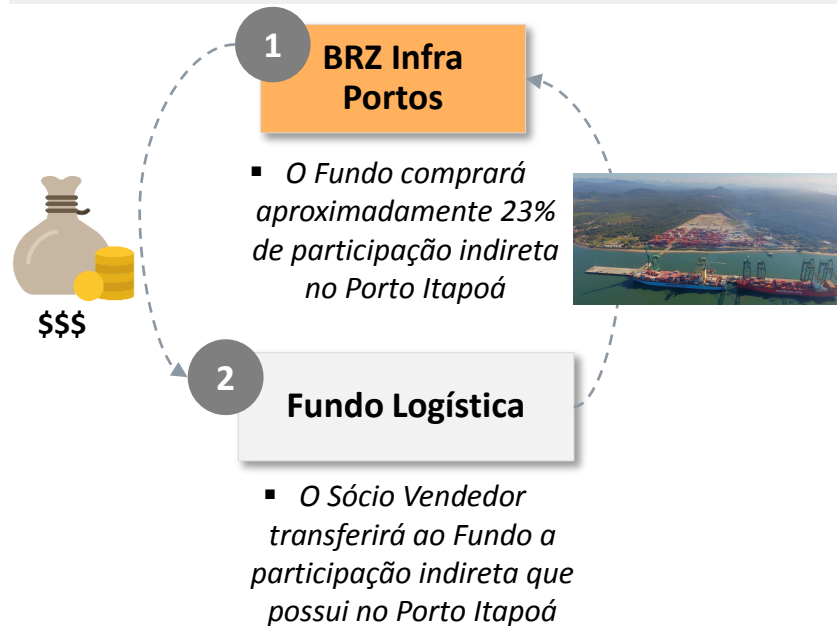 1
BRZ Infra
Portos
▪ O Fundo comprará
aproximadamente 23%
de participação indireta
no Porto Itapoá
$$$
2
Fundo Logística
▪ O Sócio Vendedor
transferirá ao Fundo a
participação indireta que
possui no Porto Itapoá